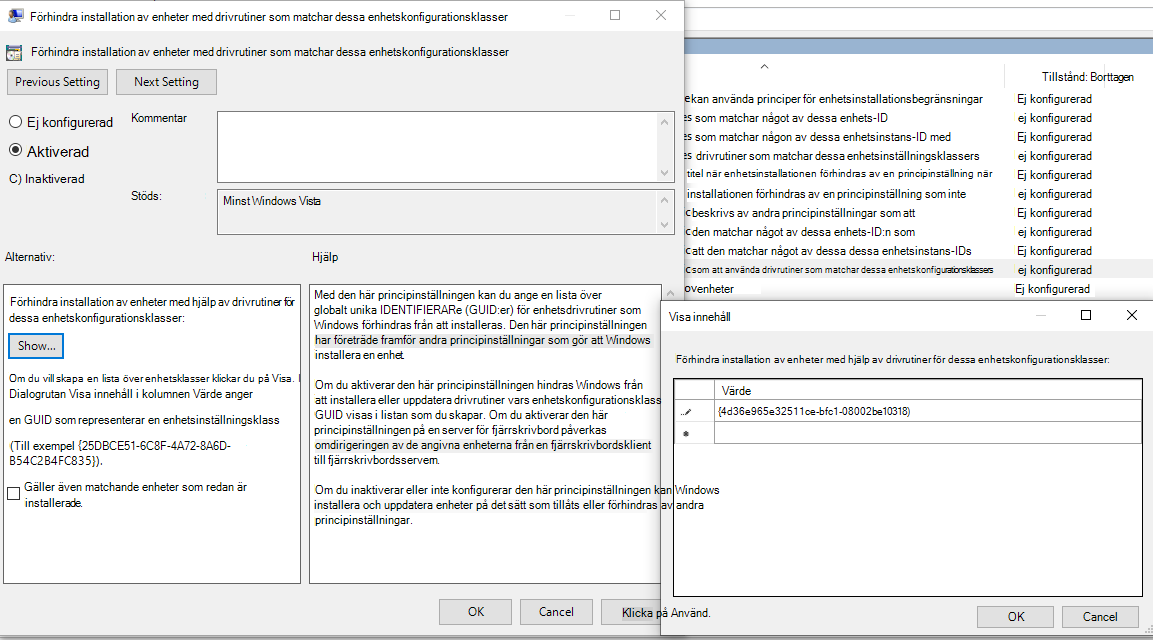 Förhindra installation av enheter med drivrutiner som matchar dessa enhetskonfigurationsklasser
Förhindra installation av enheter med drivrutiner som matchar dessa enhetskonfigurationsklasser
Previous Setting
Next Setting
Ej konfigurerad
Kommentar
Aktiverad
C) Inaktiverad
Stöds:
Minst Windows Vista
Alternativ:
Hjälp
Förhindra installation av enheter med hjälp av drivrutiner för
dessa enhetskonfigurationsklasser:
Show...
Om du vill skapa en lista över enhetsklasser klickar du på Visa. I
Dialogrutan Visa innehåll i kolumnen Värde anger
en GUID som representerar en enhetsinställningsklass
(Till exempel {25DBCE51-6C8F-4A72-8A6D-
B54C2B4FC835}).
Gäller även matchande enheter som redan är
installerade.
Med den här principinställningen kan du ange en lista över
globalt unika IDENTIFIERARe (GUID:er) för enhetsdrivrutiner som
Windows förhindras från att installeras. Den här principinställningen
har företräde framför andra principinställningar som gör att Windows
installera en enhet.
Om du aktiverar den här principinställningen hindras Windows från
att installera eller uppdatera drivrutiner vars enhetskonfigurationsklass
GUID visas i listan som du skapar. Om du aktiverar den här
principinställningen på en server för fjärrskrivbord påverkas
omdirigeringen av de angivna enheterna från en fjärrskrivbordsklient
till fjärrskrivbordsservern.
Om du inaktiverar eller inte konfigurerar den här principinställningen kan Windows
installera och uppdatera enheter på det sätt som tillåts eller förhindras av andra
principinställningar.
OK
Cancel
Klicka på Använd.
Tillstånd: Borttagen
ekan använda principer för enhetsinstallationsbegränsningar Ej konfigurerad
es som matchar något av dessa enhets-ID ej konfigurerad
es som matchar någon av dessa enhetsinstans-ID med ej konfigurerad
es drivrutiner som matchar dessa enhetsinställningsklassers ej konfigurerad
titel när enhetsinstallationen förhindras av en principinställning när Ej konfigurerad
installationen förhindras av en principinställning som inte ej konfigurerad
c beskrivs av andra principinställningar som att ej konfigurerad
c den matchar något av dessa enhets-ID:n som ej konfigurerad
c att den matchar något av dessa dessa enhetsinstans-IDs Ej konfigurerad
c som att använda drivrutiner som matchar dessa enhetskonfigurationsklassers ej konfigurerad
ovenheter Ej konfigurerad
Visa innehåll
Förhindra installation av enheter med hjälp av drivrutiner för dessa enhetskonfigurationsklasser:
Värde
{4d36e965e32511ce-bfc1-08002be10318)
OK
Cancel